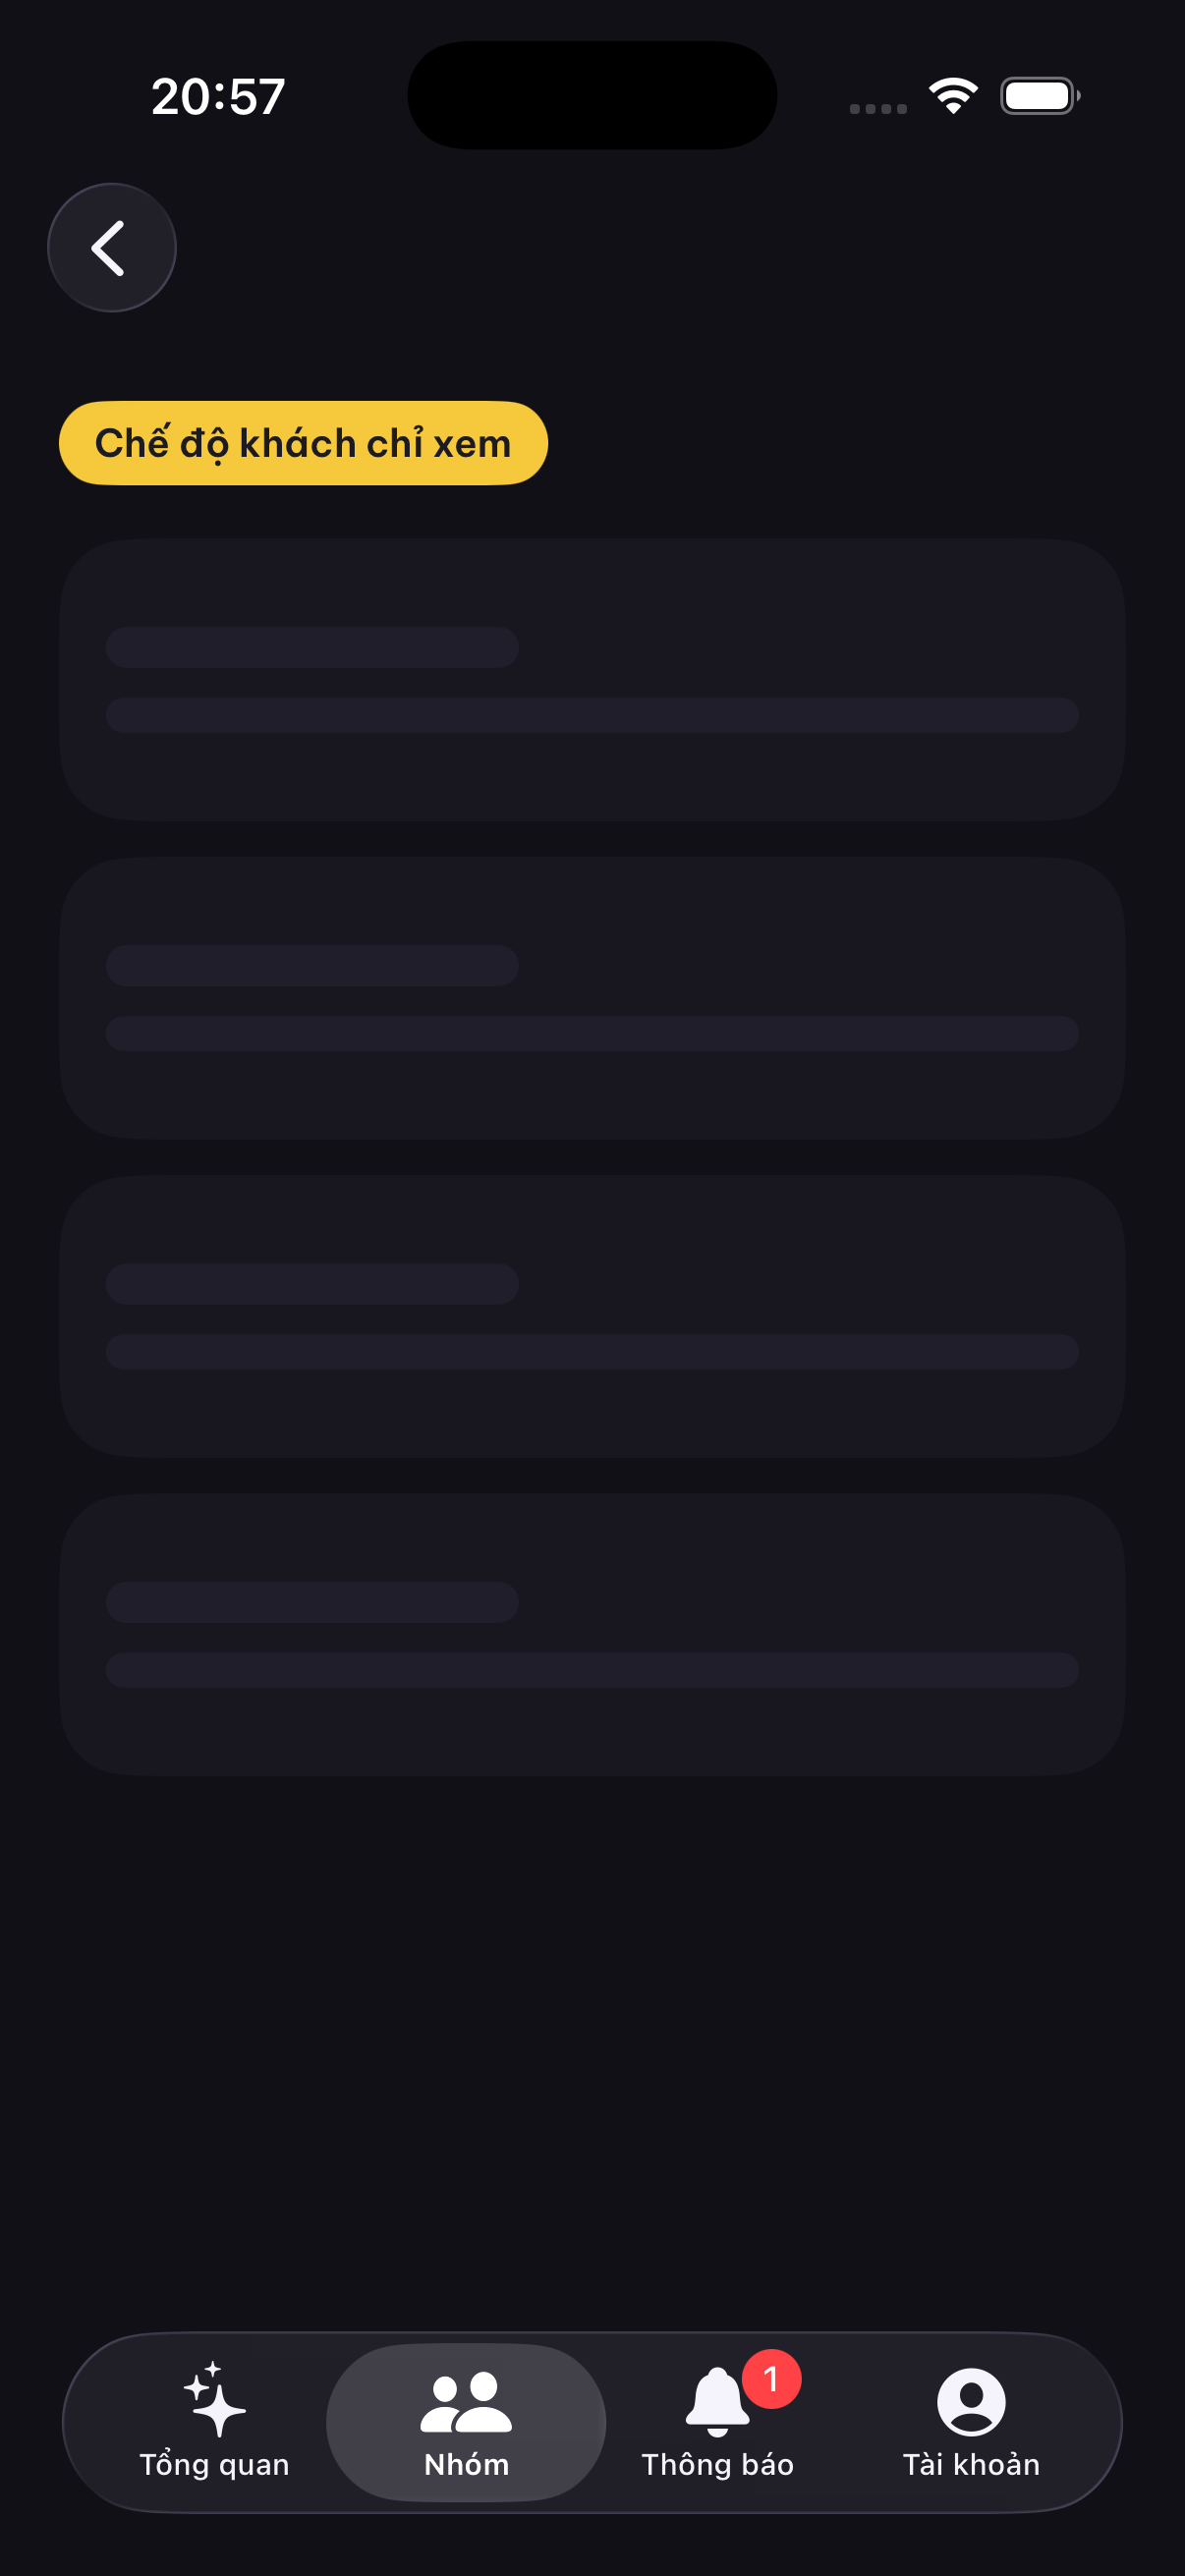 20:57
Chế độ khách chỉ xem
1
Tổng quan
Nhóm
Thông báo
Tài khoản